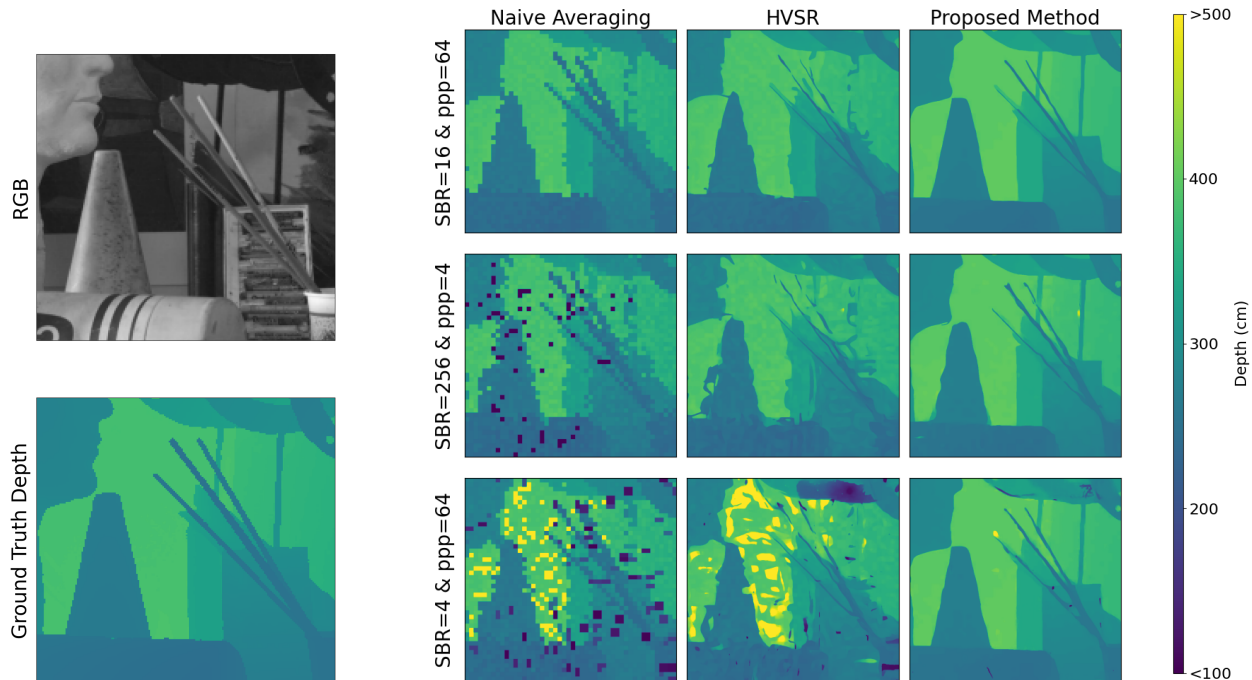 Naive Averaging
HVSR
Proposed Method
RGB
Ground Truth Depth
SBR=16 & ppp=64
SBR=256 & ppp=4
SBR=4 & ppp=64
>500
400
300
200
<100
Depth (cm)